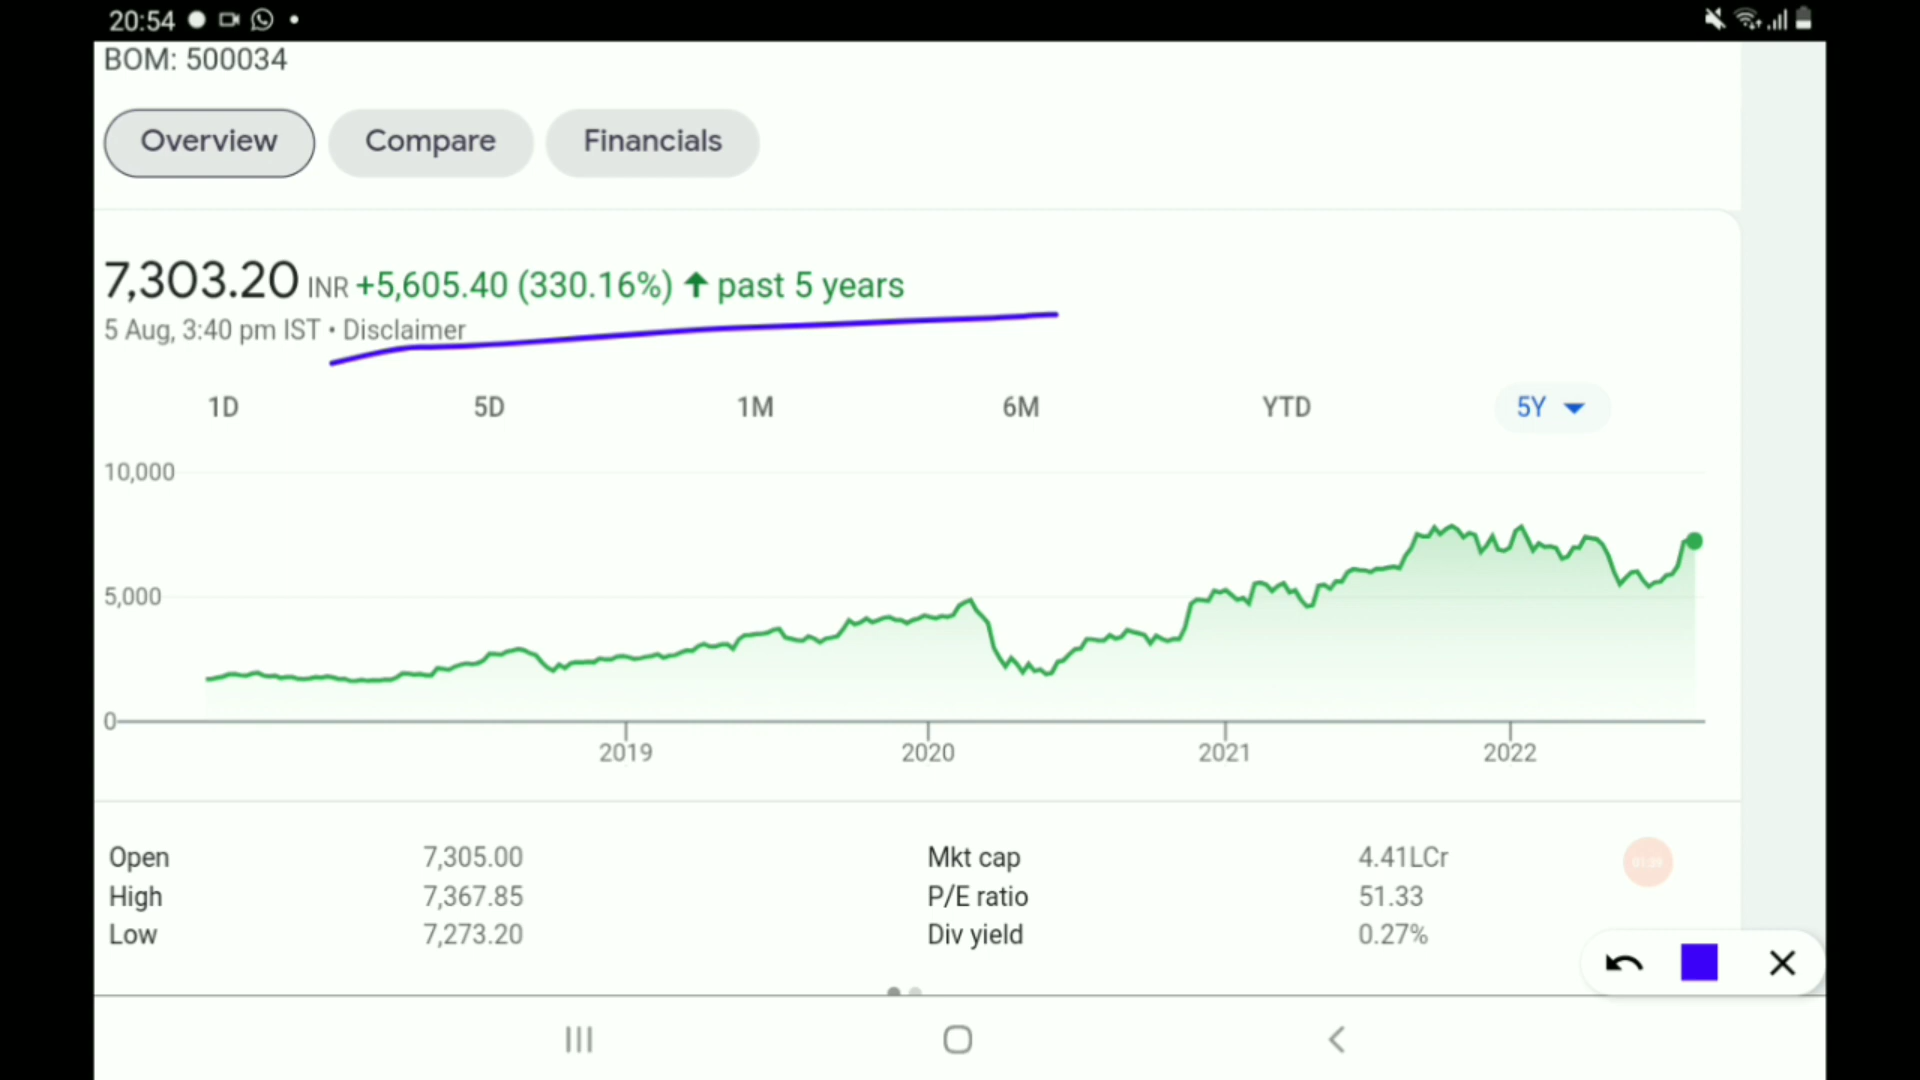 20:54
BOM: 500034
Overview Compare Financials
7,303.20 INR +5,605.40 (330.16%) ↑ past 5 years
5 Aug, 3:40 pm IST • Disclaimer
1D 5D 1M 6M YTD 5Y
10,000
5,000
0
2019 2020 2021 2022
Open 7,305.00 Mkt cap 4.41LCr
High 7,367.85 P/E ratio 51.33
Low 7,273.20 Div yield 0.27%